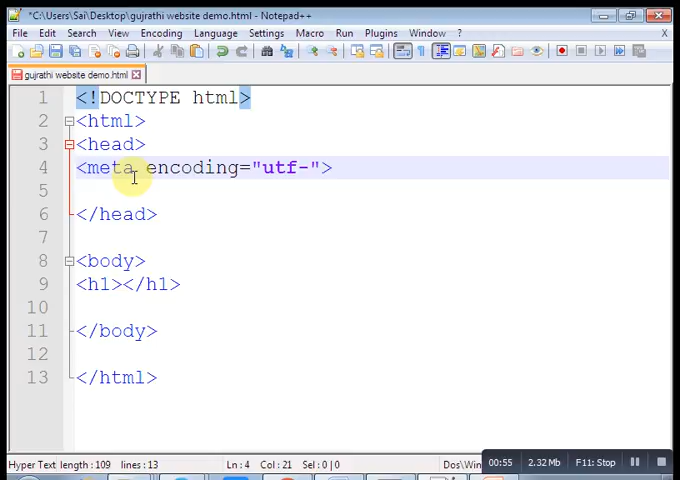 *C:\Users\Sai\Desktop\gujrathi website demo.html - Notepad++
File Edit Search View Encoding Language Settings Macro Run Plugins Window ? X
gujrathi website demo.html
1 <!DOCTYPE html>
2 <html>
3 <head>
4 <meta encoding="utf-">
5
6 </head>
7
8 <body>
9 <h1></h1>
10
11 </body>
12
13 </html>
Hyper Text length : 109 lines : 13 Ln : 4 Col : 21 Sel : 0 | 0 Dos\Win
00:55 2.32 Mb F11: Stop